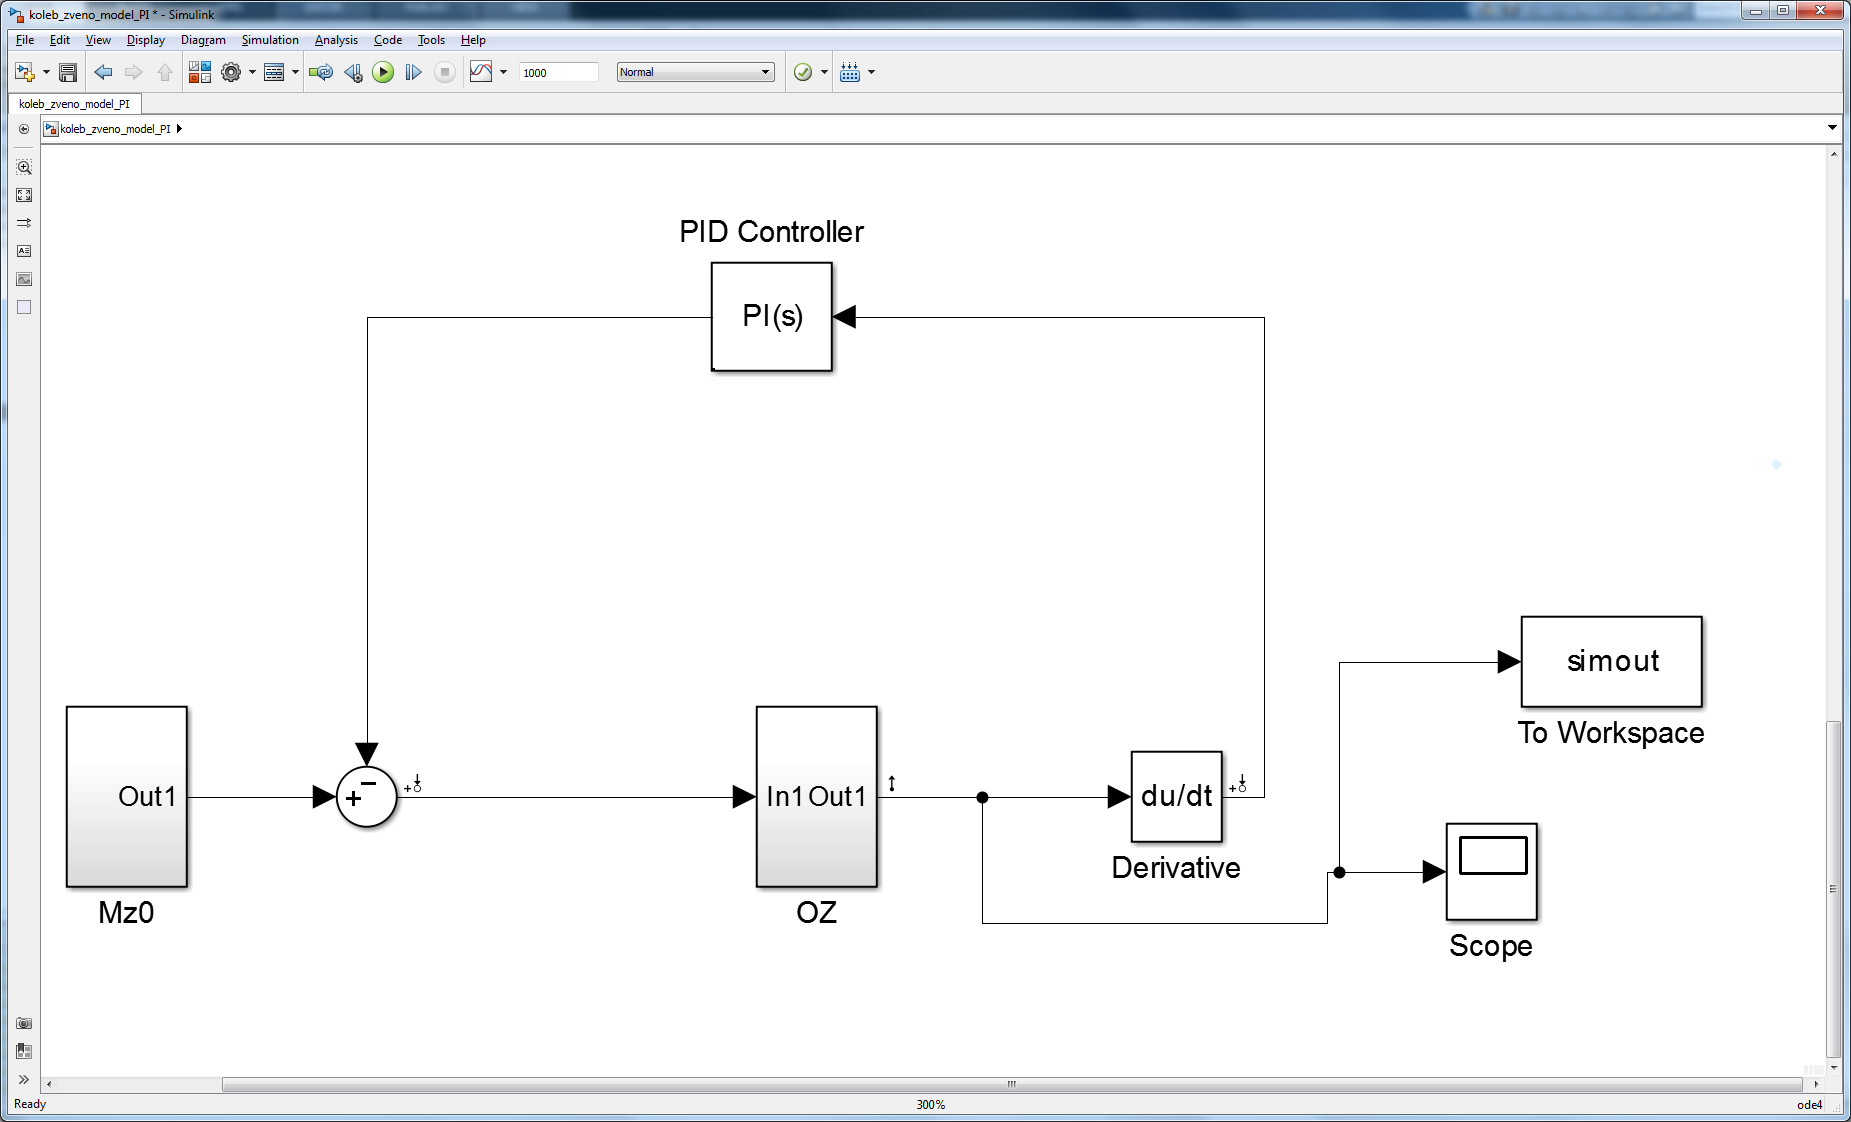 koleb_zveno_model_PI * - Simulink
File Edit View Display Diagram Simulation Analysis Code Tools Help
1000 Normal
koleb_zveno_model_PI
koleb_zveno_model_PI
PID Controller
PI(s)
simout
To Workspace
Out1
In1 Out1
du/dt
Derivative
Mz0
OZ
Scope
Ready 300% ode4